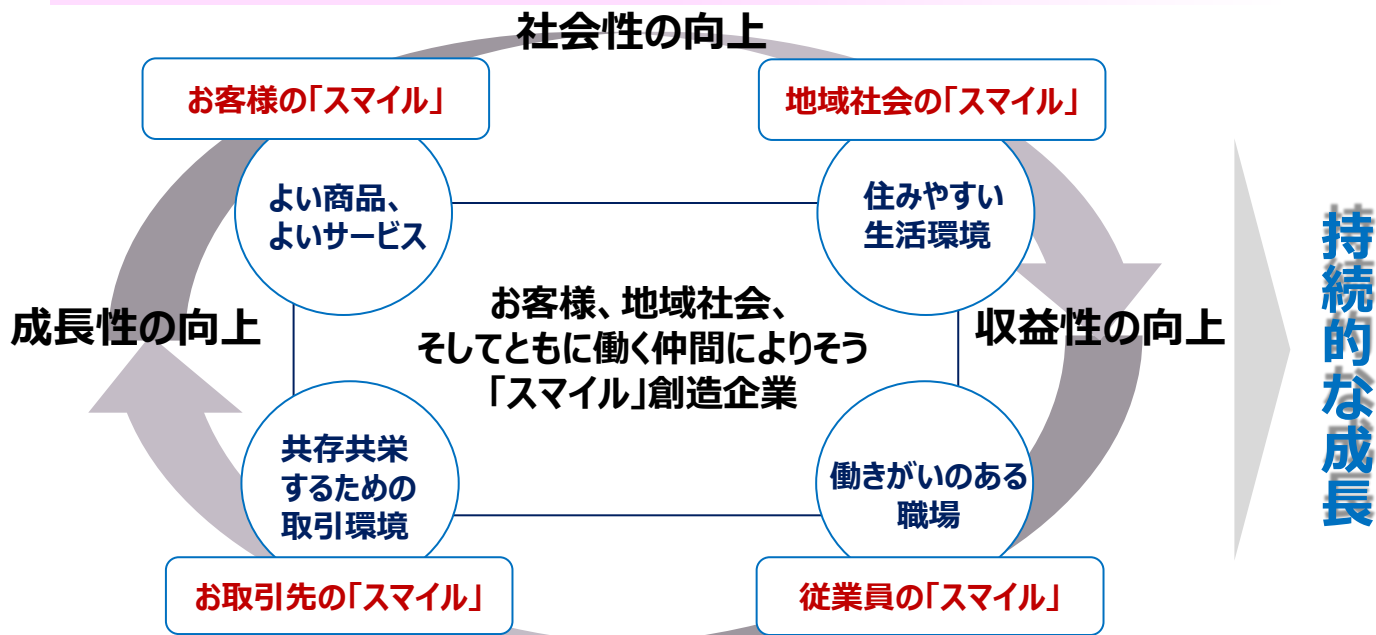 社会性の向上
お客様の「スマイル」
地域社会の「スマイル」
よい商品、
よいサービス
住みやすい
生活環境
成長性の向上
お客様、地域社会、
そしてともに働く仲間によりそう
「スマイル」創造企業
収益性の向上
持続的な成長
共存共栄
するための
取引環境
働きがいのある
職場
お取引先の「スマイル」
従業員の「スマイル」